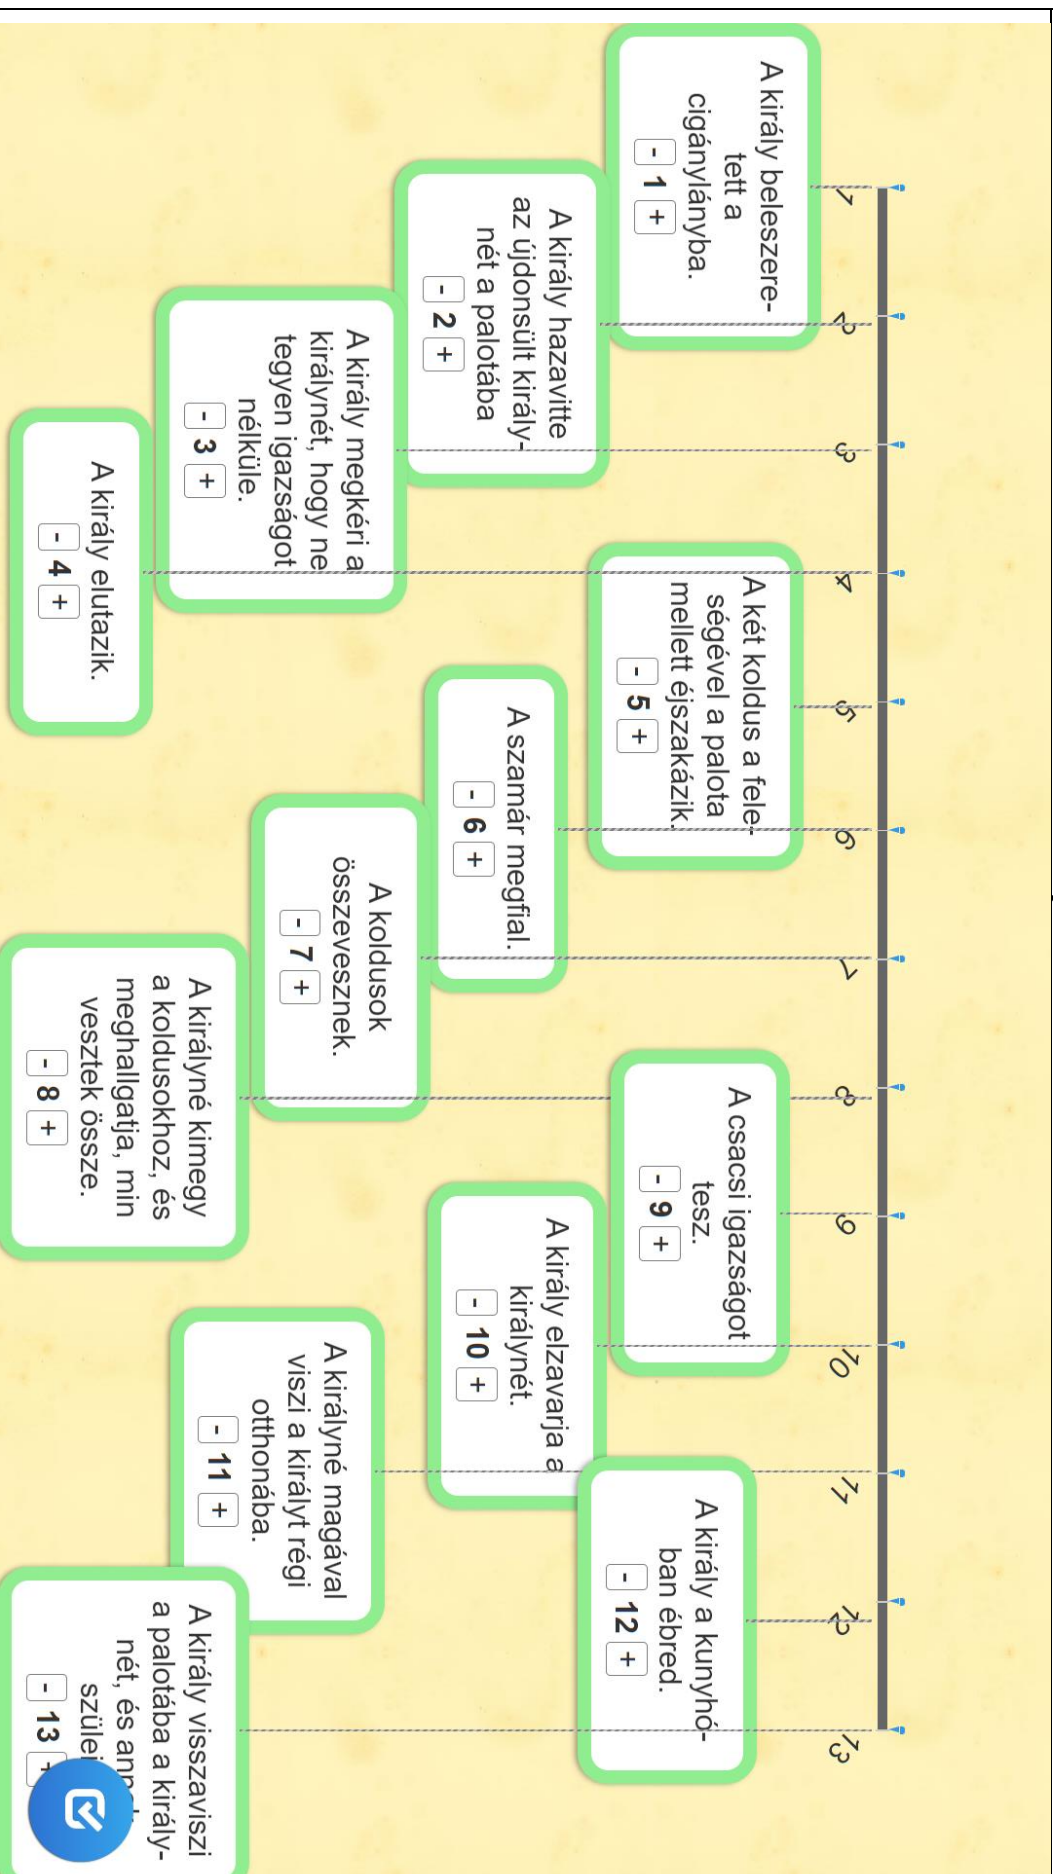 1
2
3
4
5
6
7
8
9
10
11
12
13
A király beleszere-
tett a
cigánylányba.
- 1 +
A király hazavitte
az újdonsült király-
nét a palotába
- 2 +
A király megkéri a
királynét, hogy ne
tegyen igazságot
nélküle.
- 3 +
A király elutazik.
- 4 +
A két koldus a fele-
ségével a palota
mellett éjszakázik.
- 5 +
A szamár megfial.
- 6 +
A koldusok
összevesznek.
- 7 +
A királyné kimegy
a koldusokhoz, és
meghallgatja, min
vesztek össze.
- 8 +
A csacsi igazságot
tesz.
- 9 +
A király elzavarja a
királynét.
- 10 +
A királyné magával
viszi a királyt régi
otthonába.
- 11 +
A király a kunyhó-
ban ébred.
- 12 +
A király visszaviszi
a palotába a király-
nét, és
- 13 +